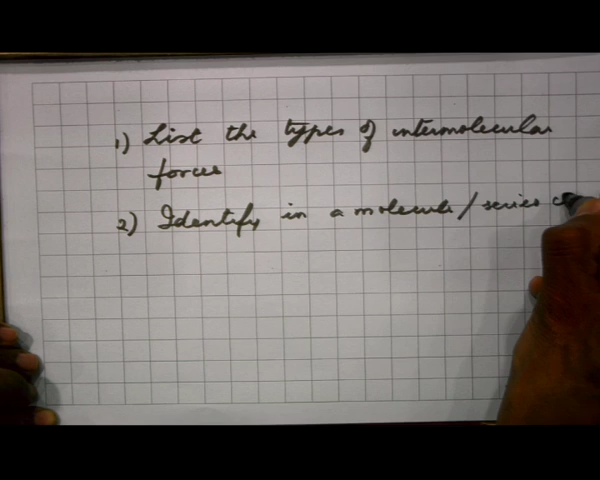 1) List the types of intermolecular
forces
2) Identify in a molecule/series